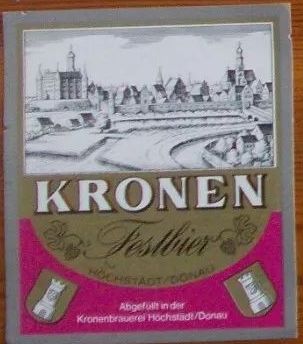 KRONEN
Festbier
HÖCHSTÄDT/DONAU
Abgefüllt in der
Kronenbrauerei Höchstädt/Donau